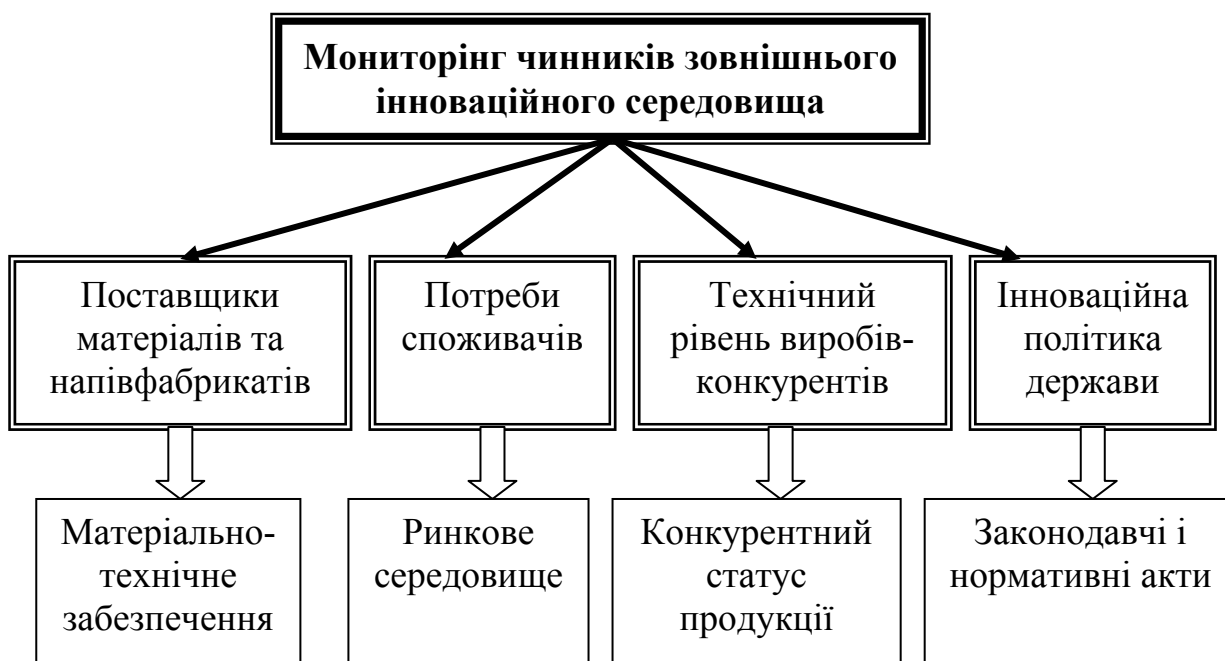 Мониторінг чинників зовнішнього
інноваційного середовища
Поставщики
матеріалів та
напівфабрикатів
Потреби
споживачів
Технічний
рівень виробів-
конкурентів
Інноваційна
політика
держави
Матеріально-
технічне
забезпечення
Ринкове
середовище
Конкурентний
статус
продукції
Законодавчі і
нормативні акти